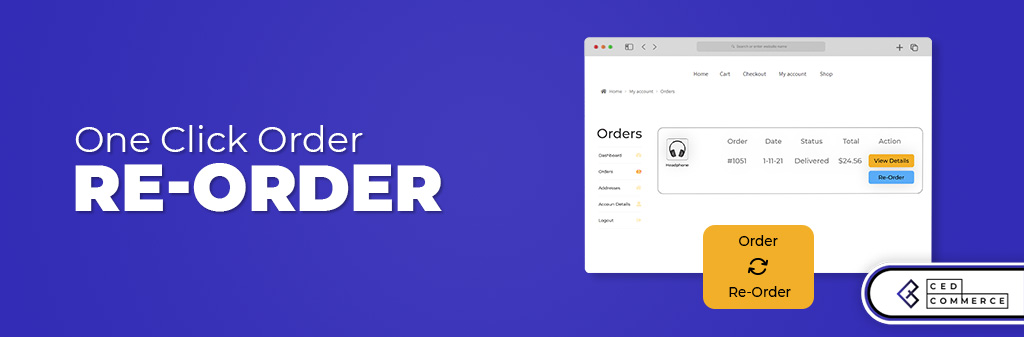 One Click Order
RE-ORDER
Search or enter website name
Home Cart Checkout My account Shop
Home > My account > Orders
Orders
Dashboard
Orders
Addresses
Accoun Details
Logout
Headphone
Order Date Status Total Action
#1051 1-11-21 Delivered $24.56 View Details
Re-Order
Order
Re-Order
CED
COMMERCE